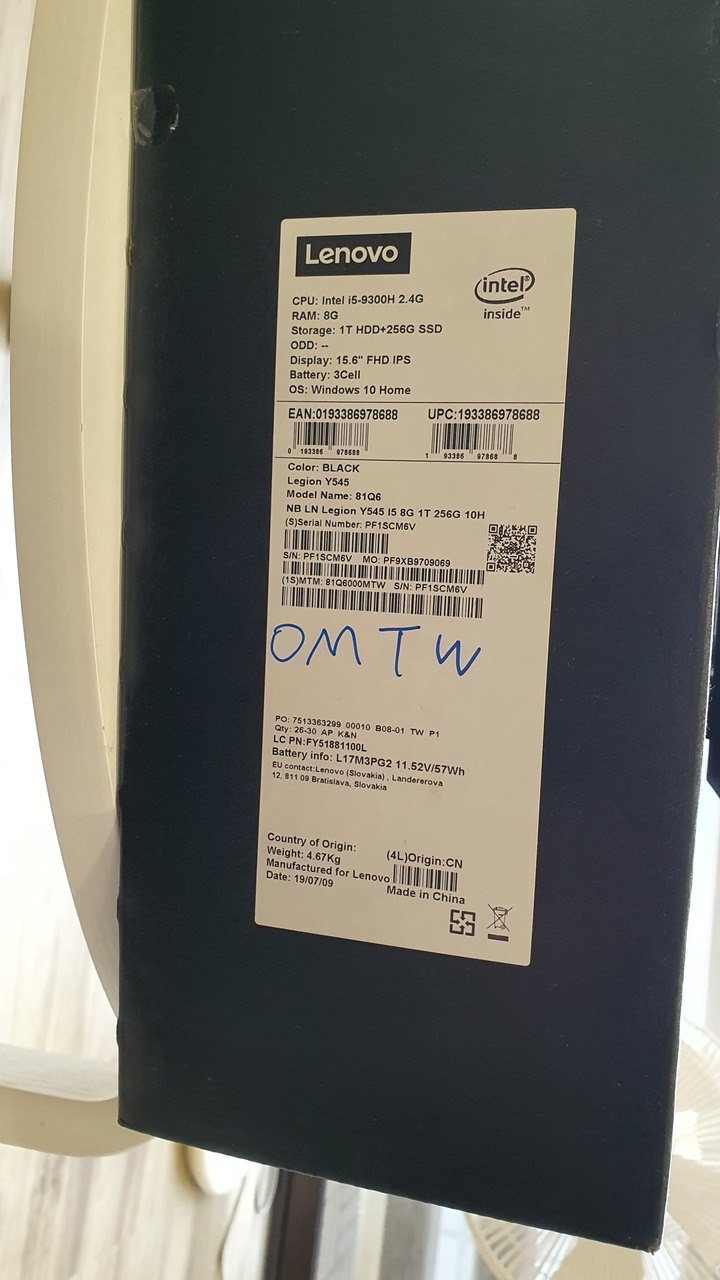 Lenovo
intel®
inside™
CPU: Intel i5-9300H 2.4G
RAM: 8G
Storage: 1T HDD+256G SSD
ODD: --
Display: 15.6" FHD IPS
Battery: 3Cell
OS: Windows 10 Home
EAN:0193386978688 UPC:193386978688
0 193386 978688 1 93386 97868 8
Color: BLACK
Legion Y545
Model Name: 81Q6
NB LN Legion Y545 I5 8G 1T 256G 10H
(S)Serial Number: PF1SCM6V
S/N: PF1SCM6V MO: PF9XB9709069
(1S)MTM: 81Q6000MTW S/N: PF1SCM6V
OMTW
PO: 7513363299 00010 B08-01 TW P1
Qty: 26-30 AP K&N
LC PN:FY51881100L
Battery info: L17M3PG2 11.52V/57Wh
EU contact:Lenovo (Slovakia) , Landererova
12, 811 09 Bratislava, Slovakia
Country of Origin: (4L)Origin:CN
Weight: 4.67Kg
Manufactured for Lenovo
Date: 19/07/09 Made in China